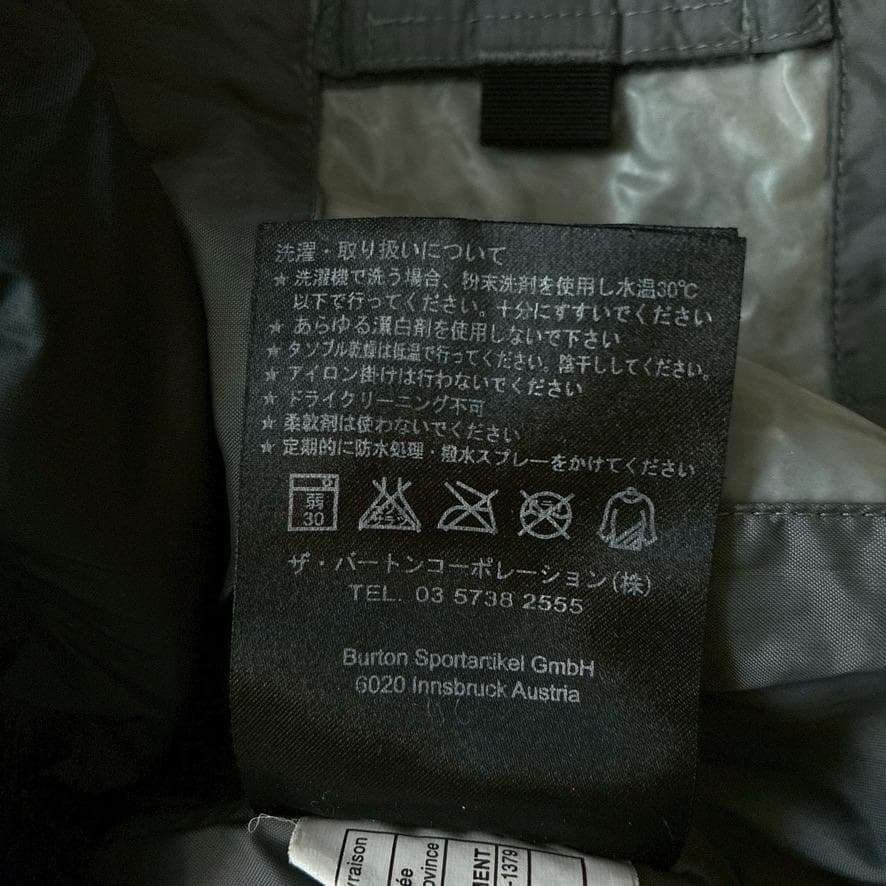 洗濯・取り扱いについて
★ 洗濯機で洗う場合、粉末洗剤を使用し水温30℃
以下で行ってください。十分にすすいでください
★ あらゆる漂白剤を使用しないで下さい
★ タンブル乾燥は低温で行ってください。陰干ししてください。
★ アイロン掛けは行わないでください
★ ドライクリーニング不可
★ 柔軟剤は使わないでください
★ 定期的に防水処理・撥水スプレーをかけてください
弱
30
ザ・バートンコーポレーション(株)
TEL. 03 5738 2555
Burton Sportartikel GmbH
6020 Innsbruck Austria
vraison
ée
ovince
MENT
-1379